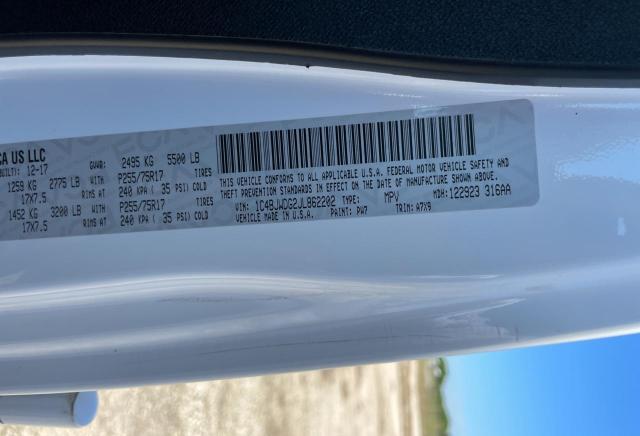 CA US LLC
BUILT: 12-17 GVWR: 2495 KG 5500 LB
1259 KG 2775 LB WITH P255/75R17 TIRES
17X7.5 RIMS AT 240 KPA ( 35 PSI) COLD
1452 KG 3200 LB WITH P255/75R17 TIRES
17X7.5 RIMS AT 240 KPA ( 35 PSI) COLD
THIS VEHICLE CONFORMS TO ALL APPLICABLE U.S.A. FEDERAL MOTOR VEHICLE SAFETY AND
THEFT PREVENTION STANDARDS IN EFFECT ON THE DATE OF MANUFACTURE SHOWN ABOVE.
VIN: 1C4BJWDG2JL862202 TYPE: MPV MDH: 122923 316AA
VEHICLE MADE IN U.S.A. PAINT: PW7 TRIM: A7X9